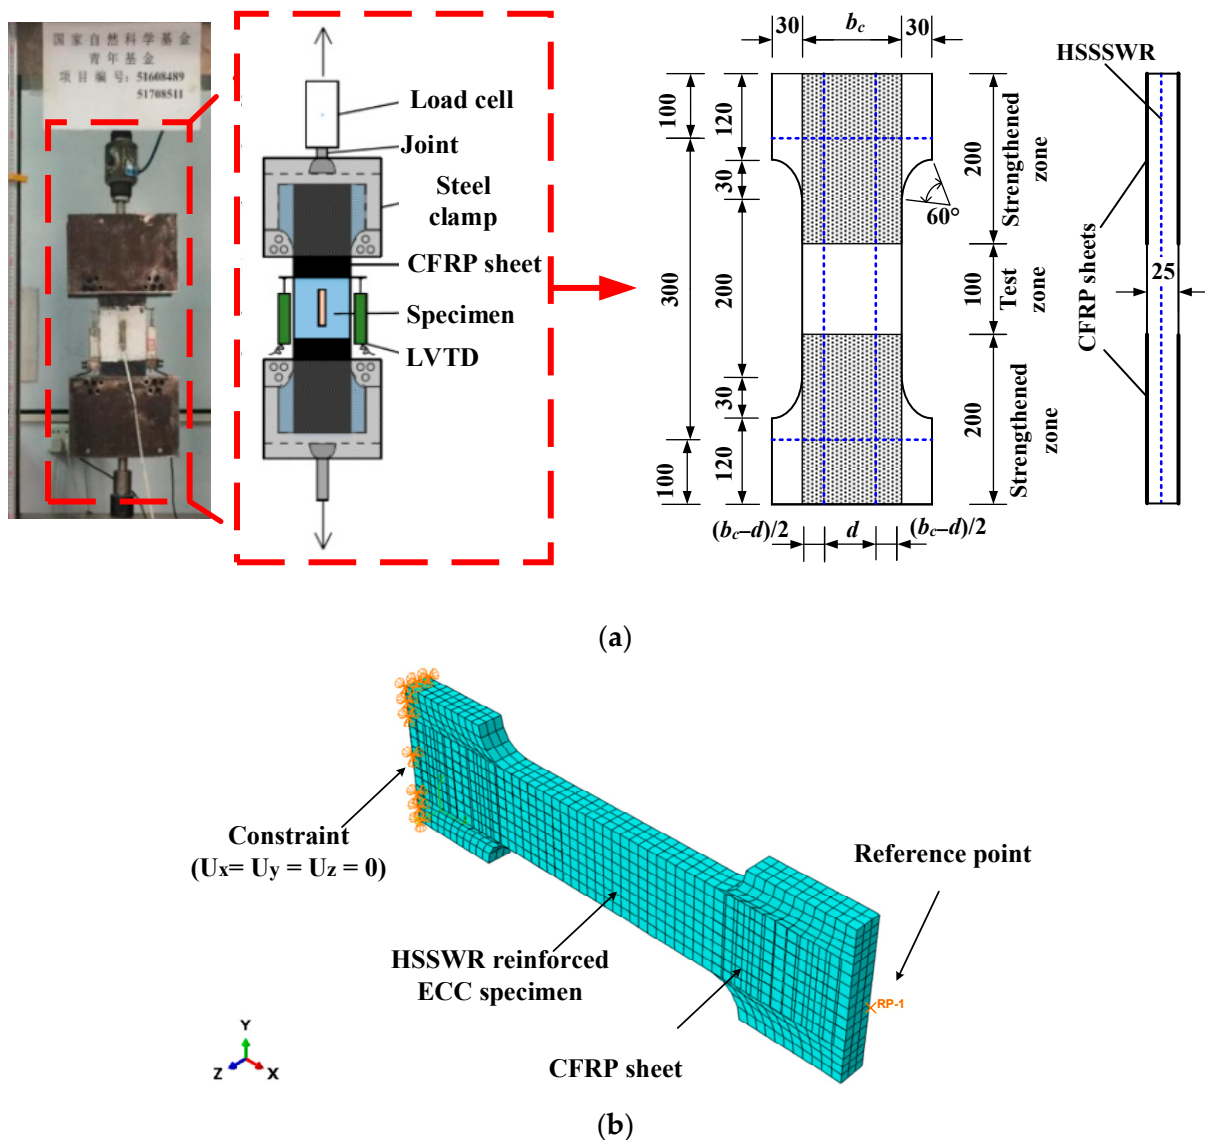 国家自然科学基金
青年基金
项目编号: 51608489
51708511
Load cell
Joint
Steel
clamp
CFRP sheet
Specimen
LVTD
30
b_c
30
100
120
30
300
200
30
100
120
(b_c–d)/2
d
(b_c–d)/2
60°
200
Strengthened
zone
100
Test
zone
200
Strengthened
zone
HSSSWR
CFRP sheets
25
(a)
Constraint
(Ux= Uy = Uz = 0)
HSSWR reinforced
ECC specimen
CFRP sheet
Reference point
RP-1
Y
Z
X
(b)